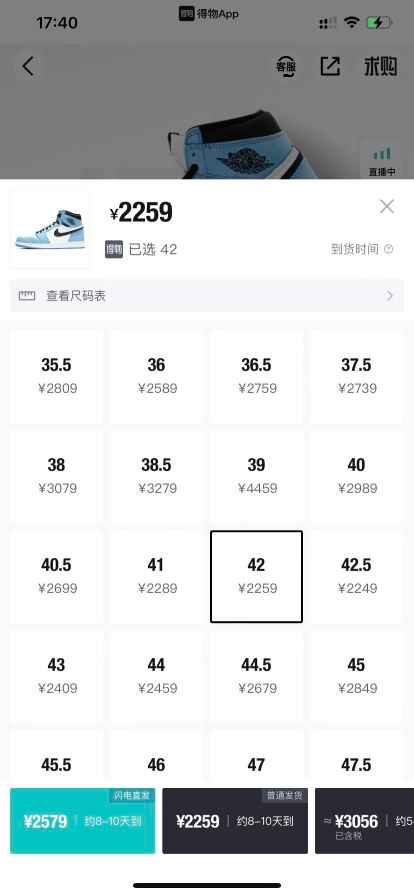 17:40
得物 得物App
客服
求购
直播中
¥2259
得物 已选 42
到货时间
查看尺码表
35.5 36 36.5 37.5
¥2809 ¥2589 ¥2759 ¥2739
38 38.5 39 40
¥3079 ¥3279 ¥4459 ¥2989
40.5 41 42 42.5
¥2699 ¥2289 ¥2259 ¥2249
43 44 44.5 45
¥2409 ¥2459 ¥2679 ¥2849
45.5 46 47 47.5
闪电直发 普通发货
¥2579 约8-10天到 ¥2259 约8-10天到 ≈¥3056 约5-
已含税